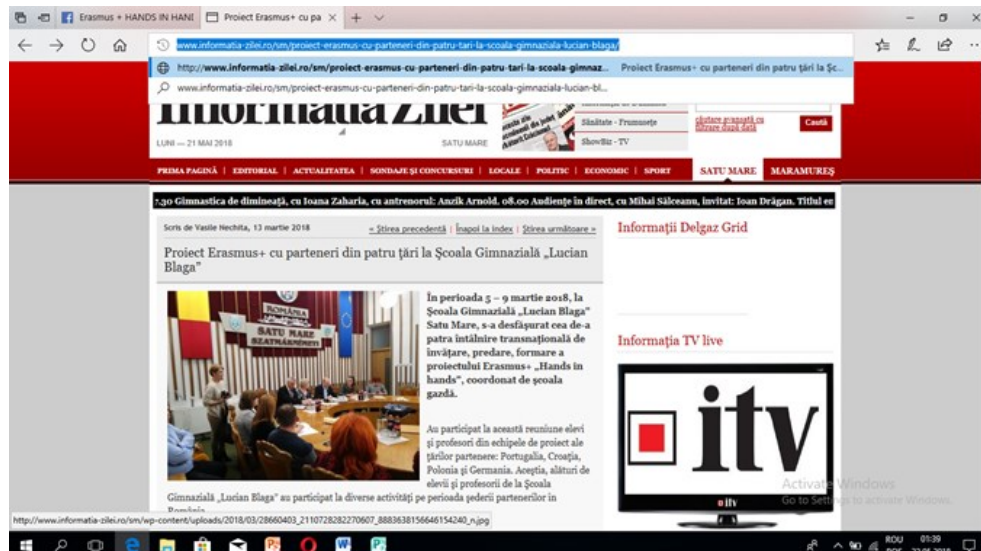 Erasmus + HANDS IN HANI
Proiect Erasmus+ cu pa
www.informatia-zilei.ro/sm/proiect-erasmus-cu-parteneri-din-patru-tari-la-scoala-gimnaziala-lucian-blaga/
http://www.informatia-zilei.ro/sm/proiect-erasmus-cu-parteneri-din-patru-tari-la-scoala-gimnaz... Proiect Erasmus+ cu parteneri din patru țări la Șc...
www.informatia-zilei.ro/sm/proiect-erasmus-cu-parteneri-din-patru-tari-la-scoala-gimnaziala-lucian-bl...
Informatia Zilei
Sănătate - Frumusețe
ShowBiz - TV
căutare avansată cu
filtrare după dată
Caută
LUNI — 21 MAI 2018
SATU MARE
PRIMA PAGINĂ | EDITORIAL | ACTUALITATEA | SONDAJE ȘI CONCURSURI | LOCALE | POLITIC | ECONOMIC | SPORT
SATU MARE MARAMUREȘ
7.30 Gimnastica de dimineață, cu Ioana Zaharia, cu antrenorul: Anzik Arnold. 08.00 Audiențe în direct, cu Mihai Sălceanu, invitat: Ioan Drăgan. Titlul e
Scris de Vasile Nechita, 13 martie 2018
« Știrea precedentă | Înapoi la index | Știrea următoare »
Proiect Erasmus+ cu parteneri din patru țări la Școala Gimnazială „Lucian
Blaga”
ROMÂNIA
SATU MARE
SZATMÁRNÉMETI
În perioada 5 – 9 martie 2018, la
Școala Gimnazială „Lucian Blaga”
Satu Mare, s-a desfășurat cea de-a
patra întâlnire transnațională de
învățare, predare, formare a
proiectului Erasmus+ „Hands in
hands”, coordonat de școala
gazdă.
Au participat la această reuniune elevi
și profesori din echipele de proiect ale
țărilor partenere: Portugalia, Croația,
Polonia și Germania. Aceștia, alături de
elevii și profesorii de la Școala
Gimnazială „Lucian Blaga” au participat la diverse activități pe perioada șederii partenerilor în
România.
Informații Delgaz Grid
Informația TV live
itv
itv
Activate Windows
Go to Settings to activate Windows.
http://www.informatia-zilei.ro/sm/wp-content/uploads/2018/03/28660403_2110728282270607_8883638156646154240_n.jpg
ROU
01:39
ROS
22.05.2018